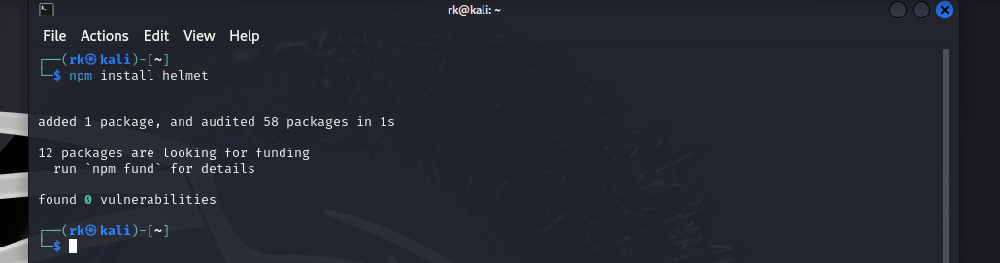 rk@kali: ~
File Actions Edit View Help
┌──(rk㉿kali)-[~]
└─$ npm install helmet
added 1 package, and audited 58 packages in 1s
12 packages are looking for funding
run `npm fund` for details
found 0 vulnerabilities
┌──(rk㉿kali)-[~]
└─$